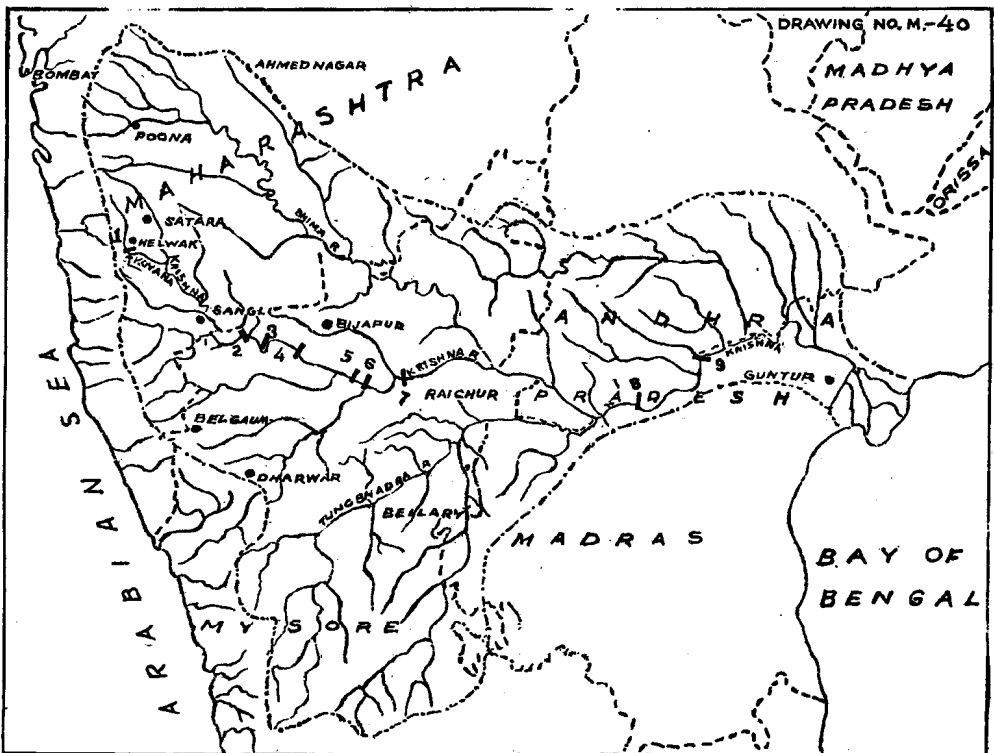 DRAWING NO. M.-40
BOMBAY
AHMEDNAGAR
MAHARASHTRA
MADHYA
PRADESH
ORISSA
POONA
SATARA
HELWAK
KOYANA
KRISHNA
BHIMA R.
SANGLI
BIJAPUR
1
2
3
4
5
6
7
8
9
KRISHNA R.
RAICHUR
ANDHRA
PRADESH
KRISHNA
GUNTUR
BELGAUM
DHARWAR
TUNGBHADRA R.
BELLARY
MADRAS
MYSORE
ARABIAN SEA
BAY OF
BENGAL